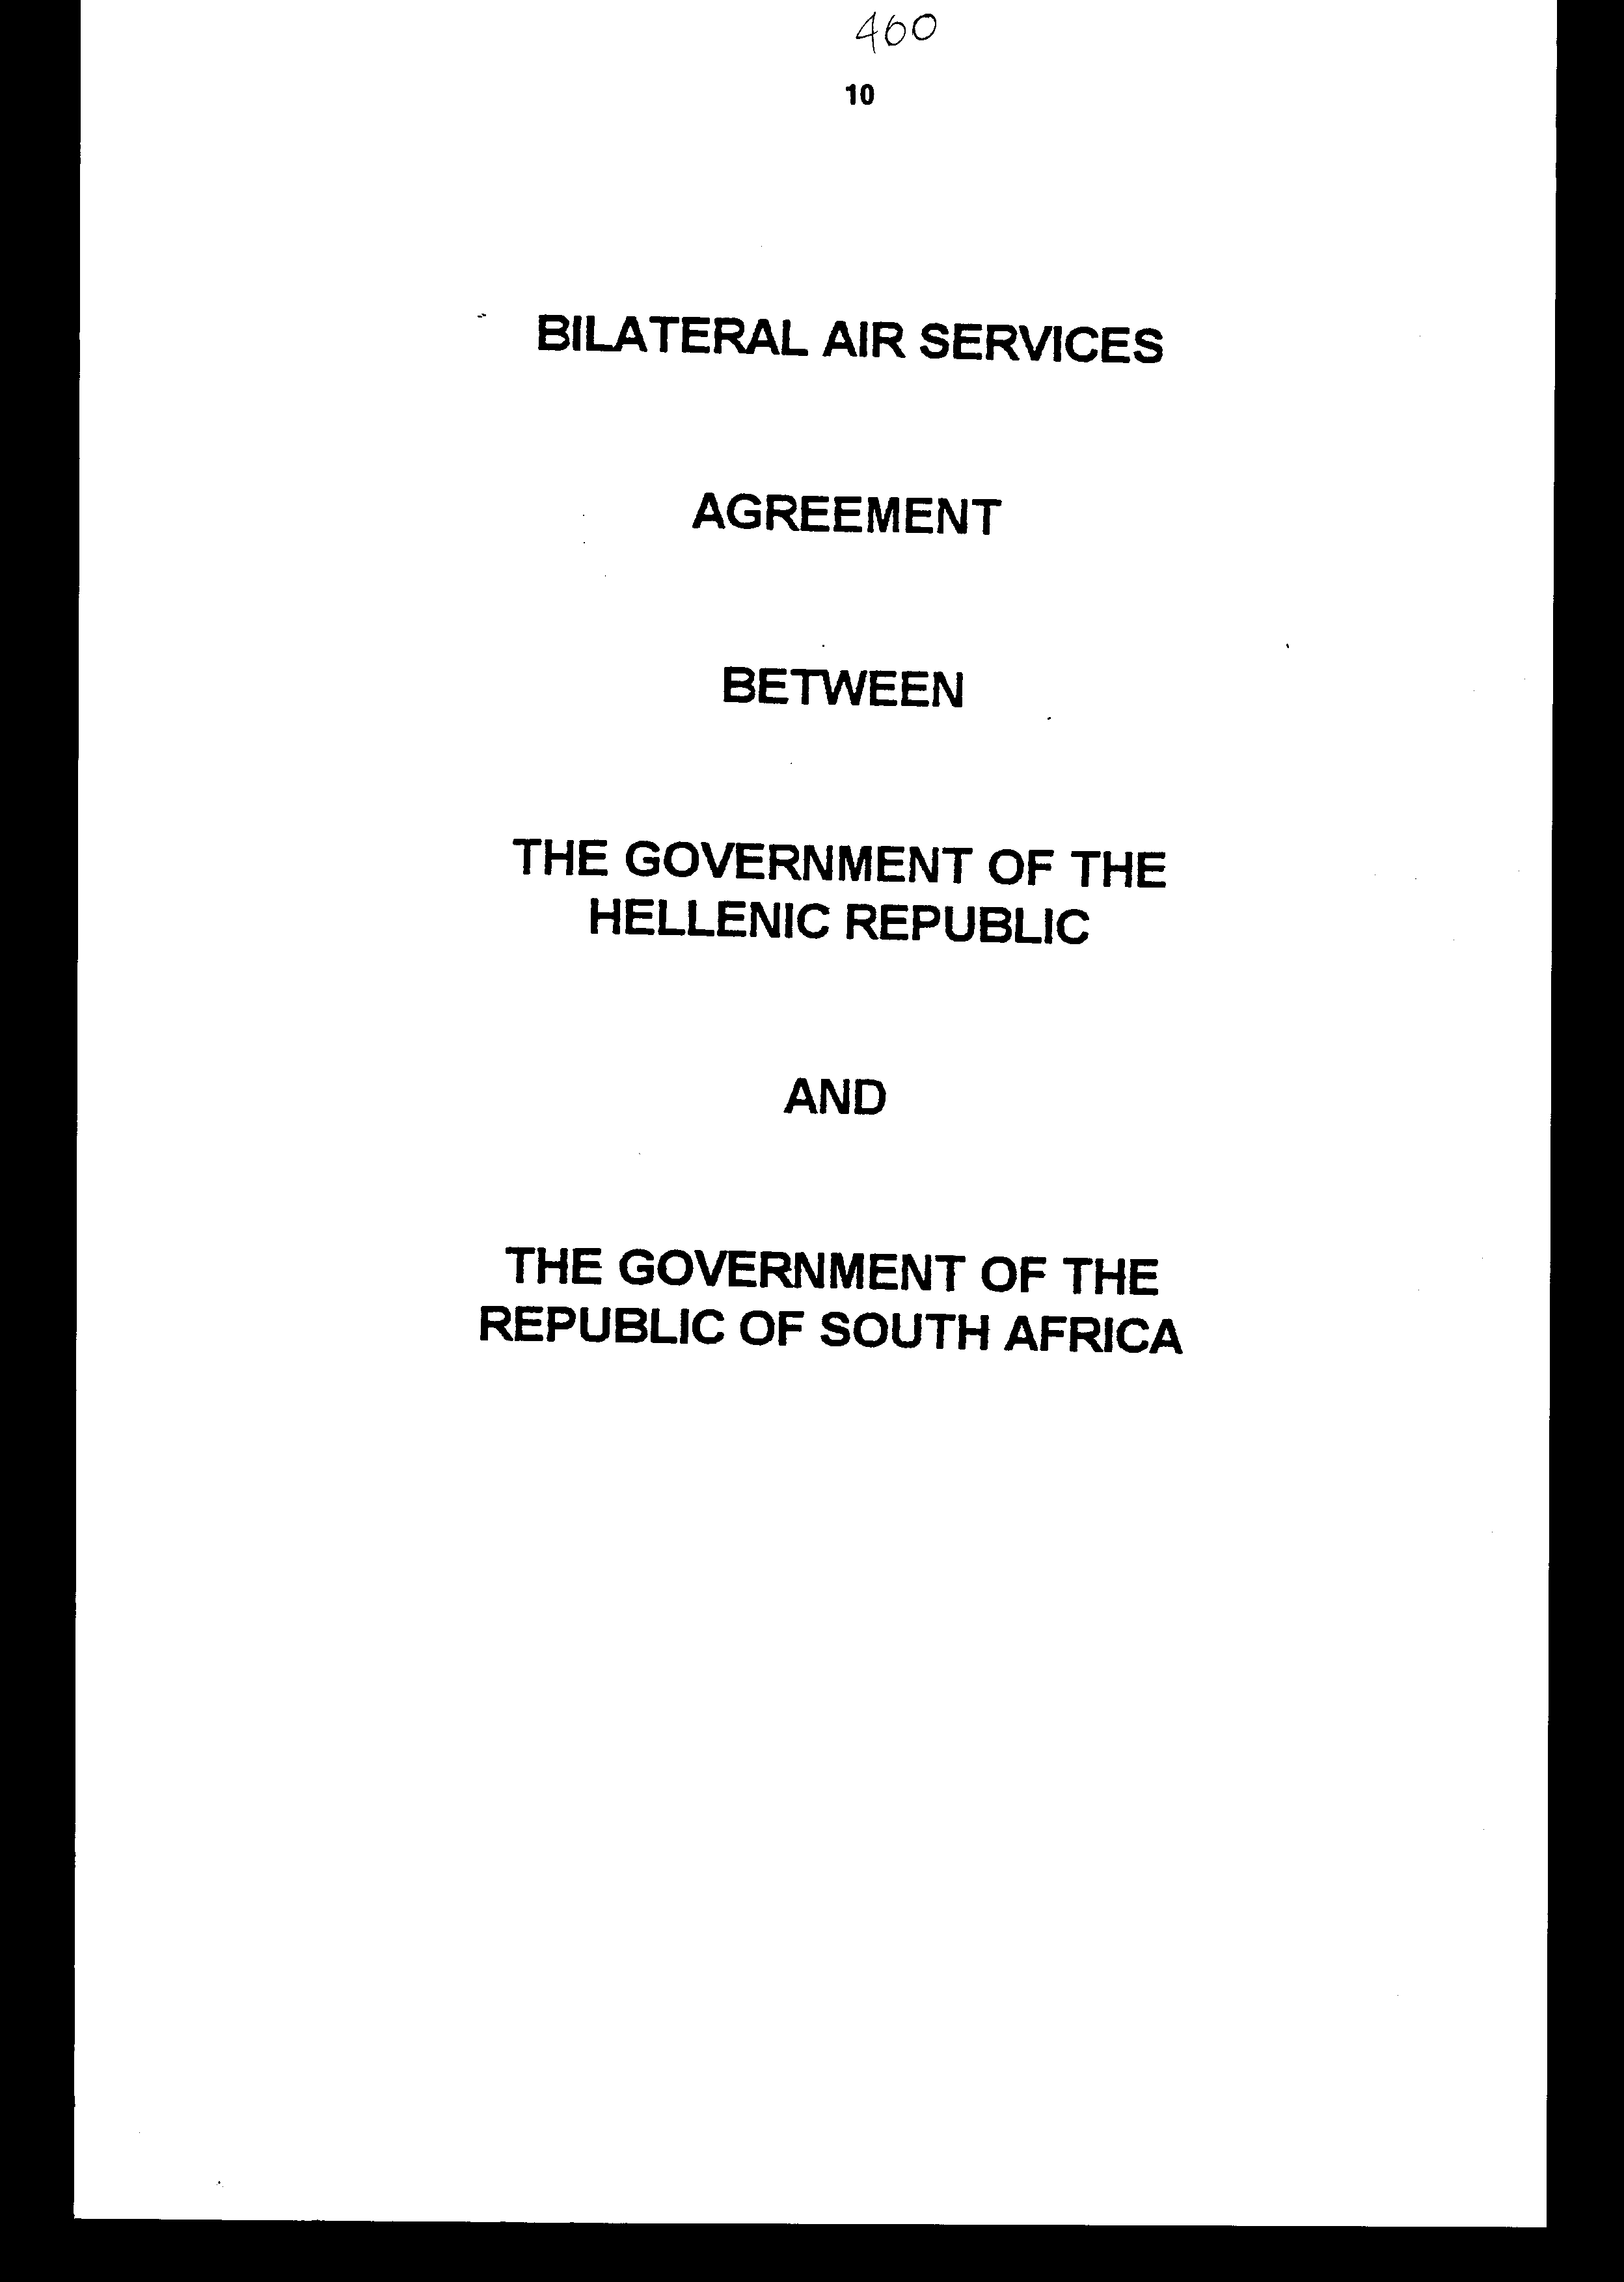 460
10
BILATERAL AIR SERVICES
AGREEMENT
BETWEEN
THE GOVERNMENT OF THE
HELLENIC REPUBLIC
AND
THE GOVERNMENT OF THE
REPUBLIC OF SOUTH AFRICA